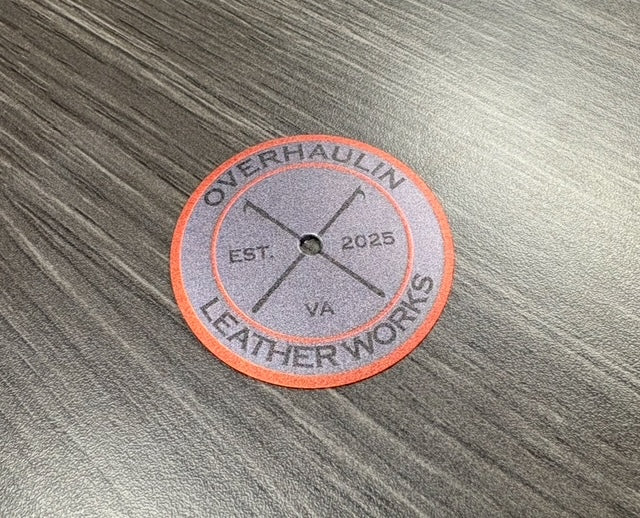 OVERHAULIN
EST. 2025
VA
LEATHER WORKS